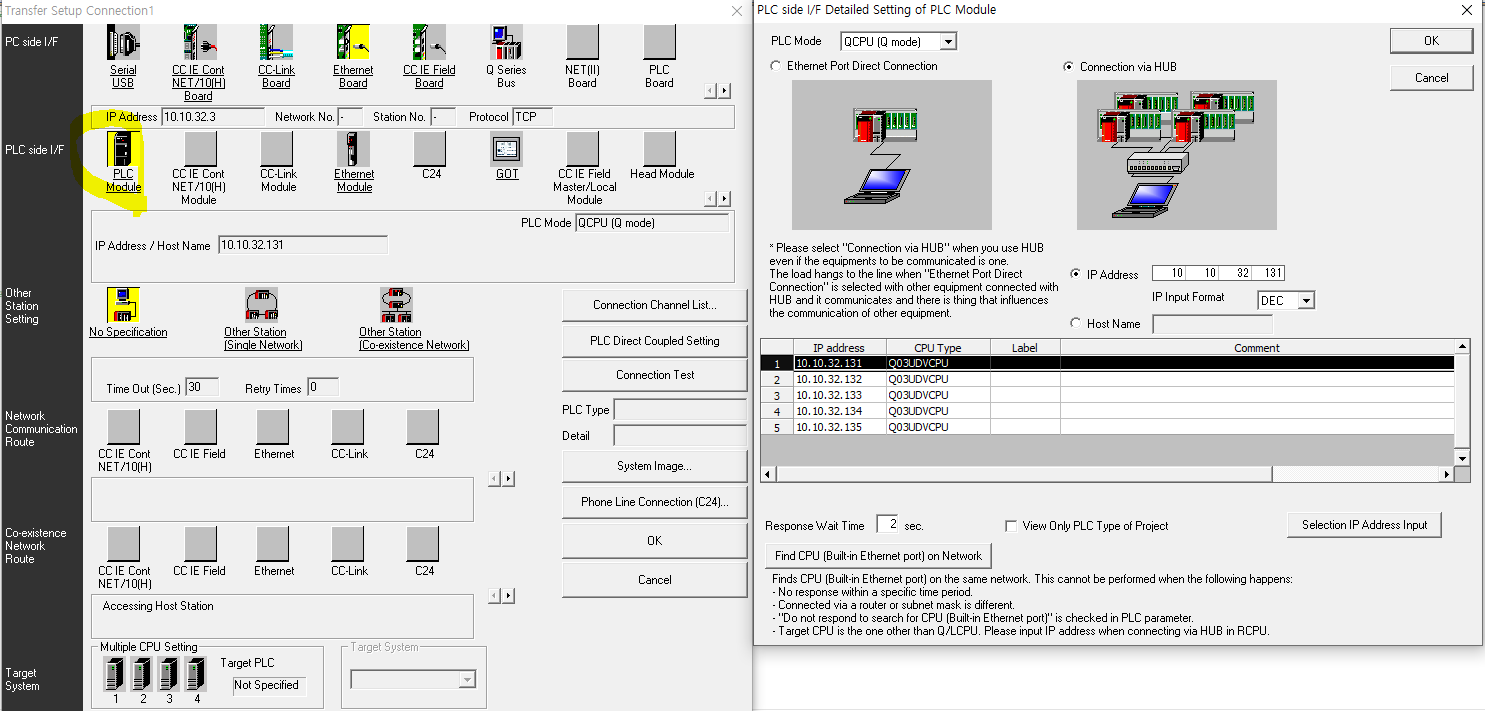 Transfer Setup Connection1
PC side I/F
Serial
USB
CC IE Cont
NET/10(H)
Board
CC-Link
Board
Ethernet
Board
CC IE Field
Board
Q Series
Bus
NET(II)
Board
PLC
Board
IP Address 10.10.32.3 Network No. - Station No. - Protocol TCP
PLC side I/F
PLC
Module
CC IE Cont
NET/10(H)
Module
CC-Link
Module
Ethernet
Module
C24
GOT
CC IE Field
Master/Local
Module
Head Module
PLC Mode QCPU (Q mode)
IP Address / Host Name 10.10.32.131
Other
Station
Setting
No Specification
Other Station
(Single Network)
Other Station
(Co-existence Network)
Time Out (Sec.) 30 Retry Times 0
Connection Channel List...
PLC Direct Coupled Setting
Connection Test
PLC Type
Detail
System Image...
Phone Line Connection (C24)...
OK
Cancel
Network
Communication
Route
CC IE Cont
NET/10(H)
CC IE Field
Ethernet
CC-Link
C24
Co-existence
Network
Route
CC IE Cont
NET/10(H)
CC IE Field
Ethernet
CC-Link
C24
Accessing Host Station
Target
System
Multiple CPU Setting
1 2 3 4
Target PLC
Not Specified
Target System
PLC side I/F Detailed Setting of PLC Module
PLC Mode QCPU (Q mode)
OK
Cancel
Ethernet Port Direct Connection
Connection via HUB
* Please select "Connection via HUB" when you use HUB
even if the equipments to be communicated is one.
The load hangs to the line when "Ethernet Port Direct
Connection" is selected with other equipment connected with
HUB and it communicates and there is thing that influences
the communication of other equipment.
IP Address 10 10 32 131
IP Input Format DEC
Host Name
IP address CPU Type Label Comment
1 10.10.32.131 Q03UDVCPU
2 10.10.32.132 Q03UDVCPU
3 10.10.32.133 Q03UDVCPU
4 10.10.32.134 Q03UDVCPU
5 10.10.32.135 Q03UDVCPU
Response Wait Time 2 sec.
View Only PLC Type of Project
Selection IP Address Input
Find CPU (Built-in Ethernet port) on Network
Finds CPU (Built-in Ethernet port) on the same network. This cannot be performed when the following happens:
- No response within a specific time period.
- Connected via a router or subnet mask is different.
- "Do not respond to search for CPU (Built-in Ethernet port)" is checked in PLC parameter.
- Target CPU is the one other than Q/LCPU. Please input IP address when connecting via HUB in RCPU.